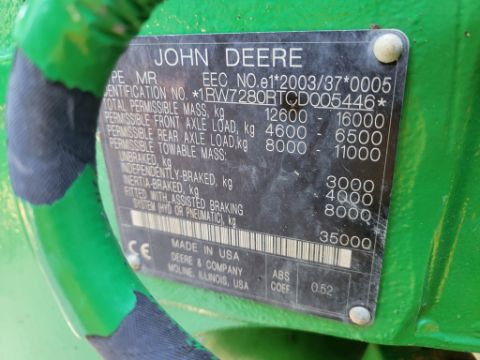 JOHN DEERE
TYPE MR EEC NO. e1*2003/37*0005
IDENTIFICATION NO. *1RW7280RTCD005446*
TOTAL PERMISSIBLE MASS, kg 12600 - 16000
PERMISSIBLE FRONT AXLE LOAD, kg 4600 - 6500
PERMISSIBLE REAR AXLE LOAD,kg 8000 - 11000
PERMISSIBLE TOWABLE MASS:
UNBRAKED, kg 3000
INDEPENDENTLY-BRAKED, kg 4000
INERTIA-BRAKED, kg 8000
FITTED WITH ASSISTED BRAKING
SYSTEM (HYD OR PNEUMATIC), kg 35000
CE
MADE IN USA
DEERE & COMPANY
MOLINE, ILLINOIS, USA
ABS
COEFF 0.52